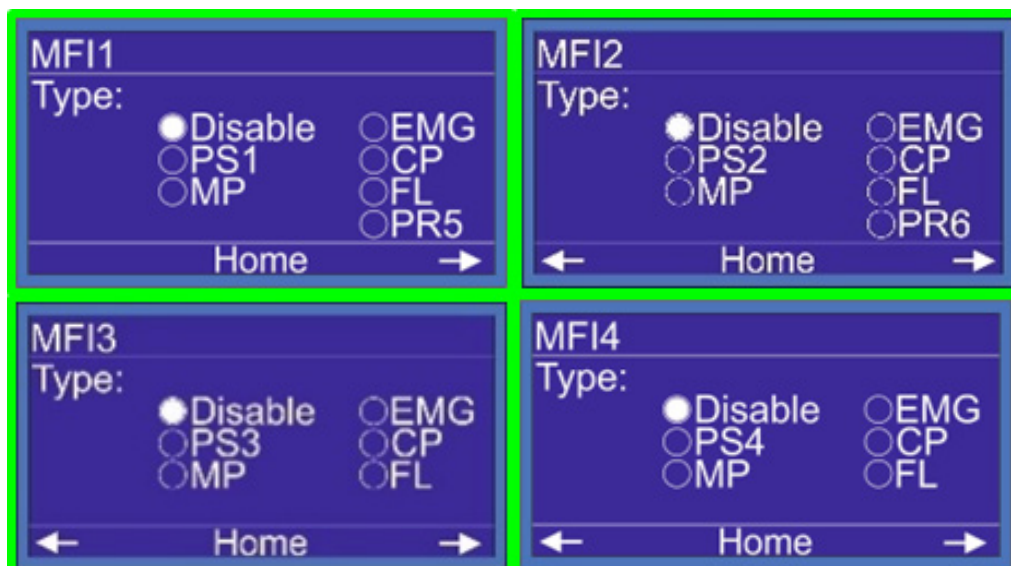 MFI1
Type:
Disable EMG
PS1 CP
MP FL
PR5
Home
MFI2
Type:
Disable EMG
PS2 CP
MP FL
PR6
Home
MFI3
Type:
Disable EMG
PS3 CP
MP FL
Home
MFI4
Type:
Disable EMG
PS4 CP
MP FL
Home